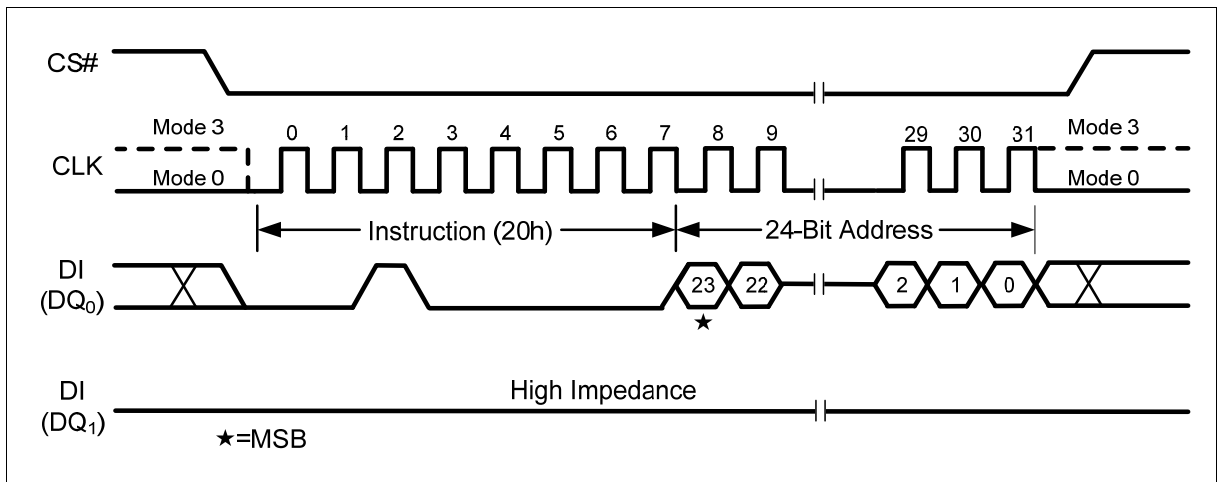 CS#
Mode 3 0 1 2 3 4 5 6 7 8 9 29 30 31 Mode 3
CLK
Mode 0 Mode 0
Instruction (20h) 24-Bit Address
DI
(DQ₀)
23 22 2 1 0
★
High Impedance
DI
(DQ₁)
★=MSB